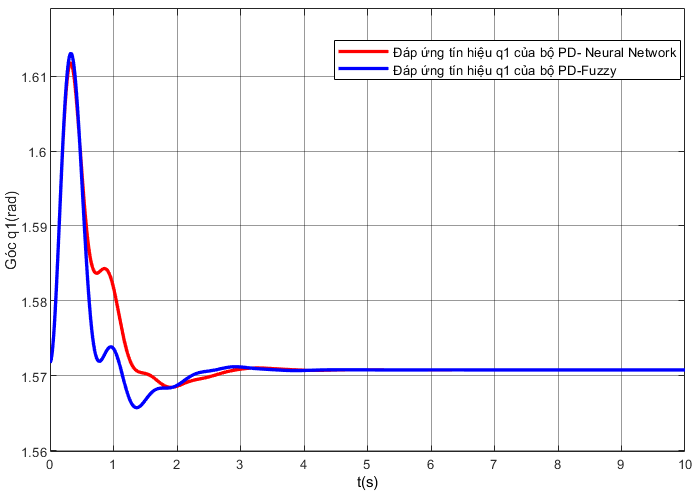 Đáp ứng tín hiệu q1 của bộ PD- Neural Network
Đáp ứng tín hiệu q1 của bộ PD-Fuzzy
Góc q1(rad)
1.61
1.6
1.59
1.58
1.57
1.56
0 1 2 3 4 5 6 7 8 9 10
t(s)